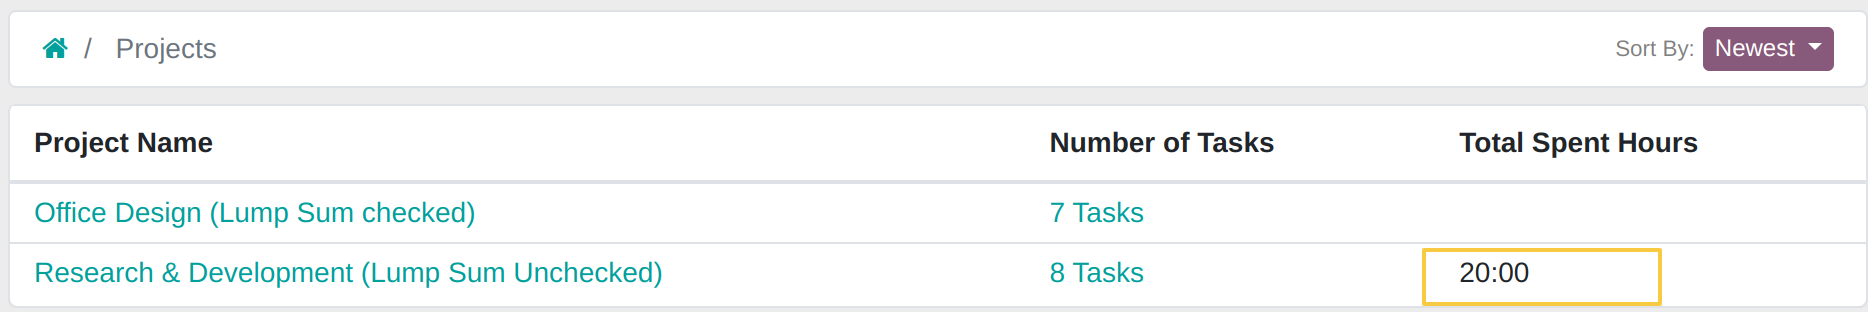 / Projects Sort By: Newest
Project Name Number of Tasks Total Spent Hours
Office Design (Lump Sum checked) 7 Tasks
Research & Development (Lump Sum Unchecked) 8 Tasks 20:00